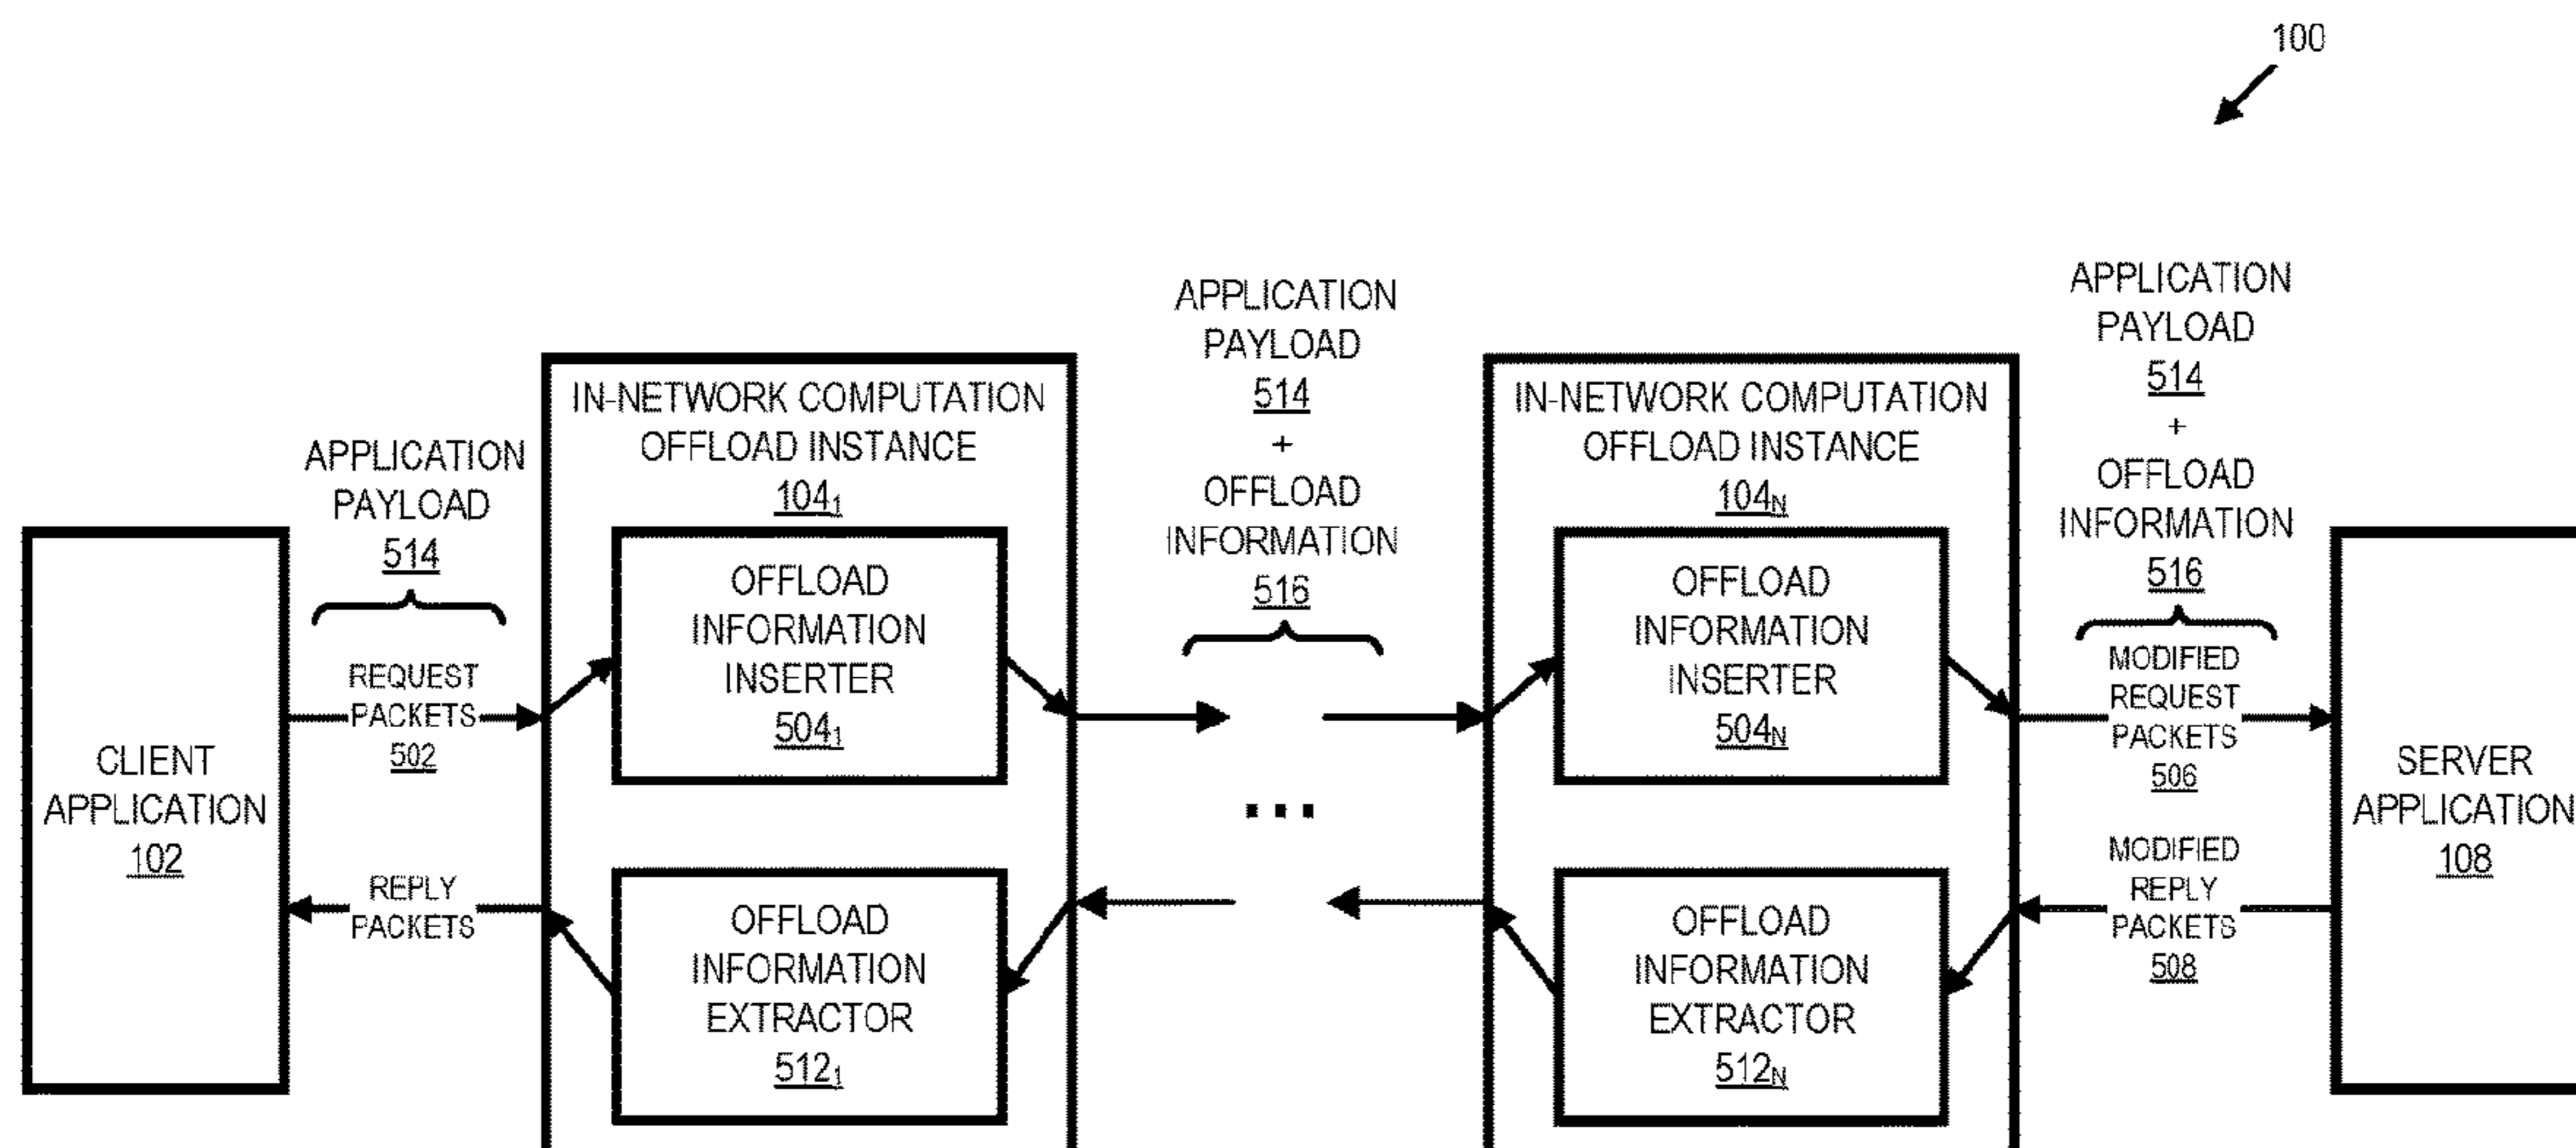 100
CLIENT
APPLICATION
102
APPLICATION
PAYLOAD
514
REQUEST
PACKETS
502
REPLY
PACKETS
IN-NETWORK COMPUTATION
OFFLOAD INSTANCE
104₁
OFFLOAD
INFORMATION
INSERTER
504₁
OFFLOAD
INFORMATION
EXTRACTOR
512₁
APPLICATION
PAYLOAD
514
+
OFFLOAD
INFORMATION
516
...
IN-NETWORK COMPUTATION
OFFLOAD INSTANCE
104N
OFFLOAD
INFORMATION
INSERTER
504N
OFFLOAD
INFORMATION
EXTRACTOR
512N
APPLICATION
PAYLOAD
514
+
OFFLOAD
INFORMATION
516
MODIFIED
REQUEST
PACKETS
506
MODIFIED
REPLY
PACKETS
508
SERVER
APPLICATION
108